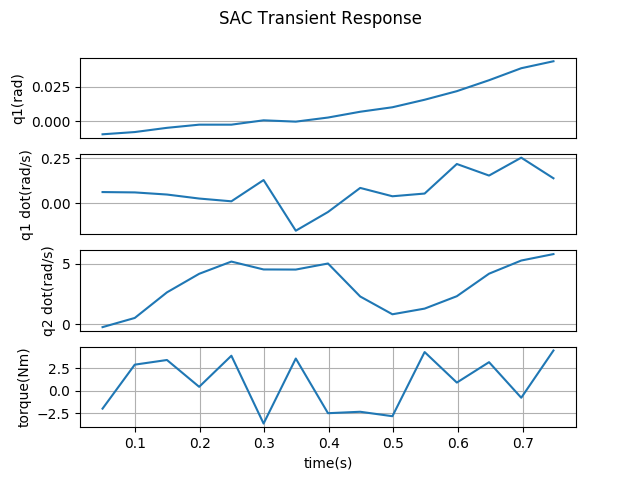 SAC Transient Response
q1(rad)
0.025
0.000
q1 dot(rad/s)
0.25
0.00
q2 dot(rad/s)
5
0
torque(Nm)
2.5
0.0
−2.5
0.1 0.2 0.3 0.4 0.5 0.6 0.7
time(s)